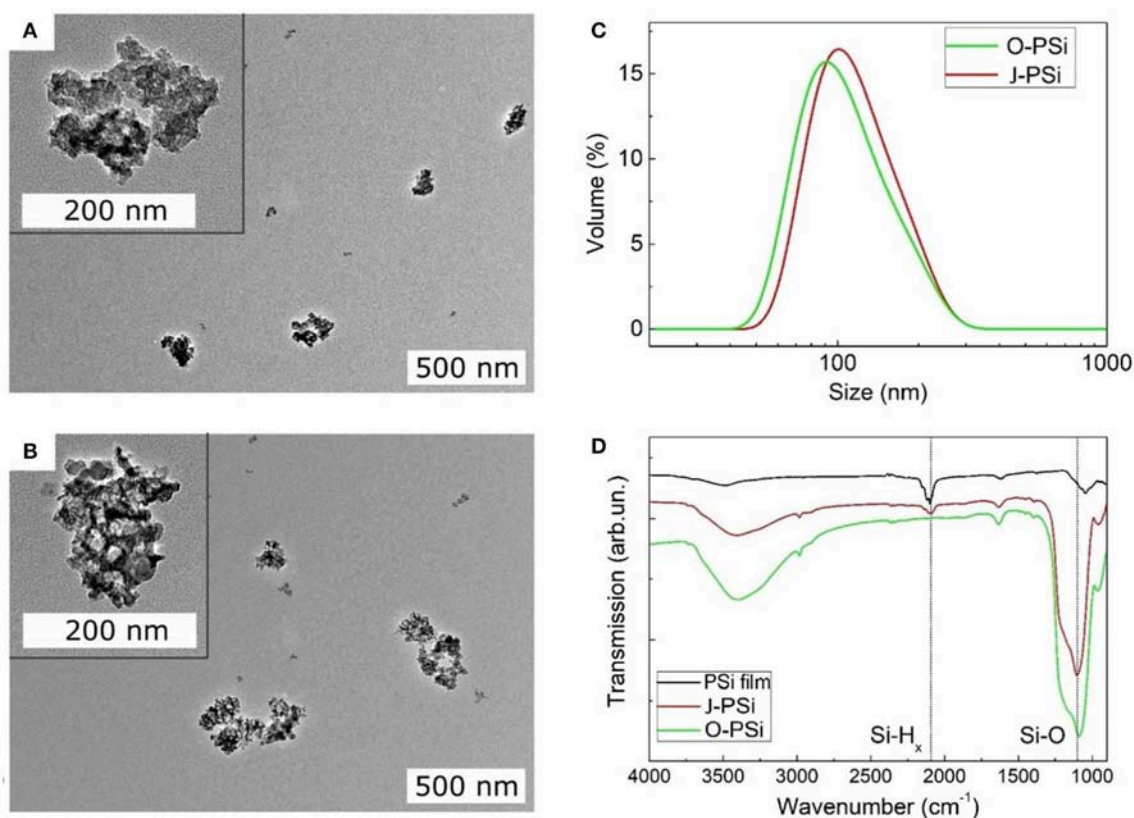 A
200 nm
500 nm
B
200 nm
500 nm
C
O-PSi
J-PSi
15
10
5
0
Volume (%)
100
1000
Size (nm)
D
Transmission (arb.un.)
PSi film
J-PSi
O-PSi
Si-Hx
Si-O
4000 3500 3000 2500 2000 1500 1000
Wavenumber (cm-1)